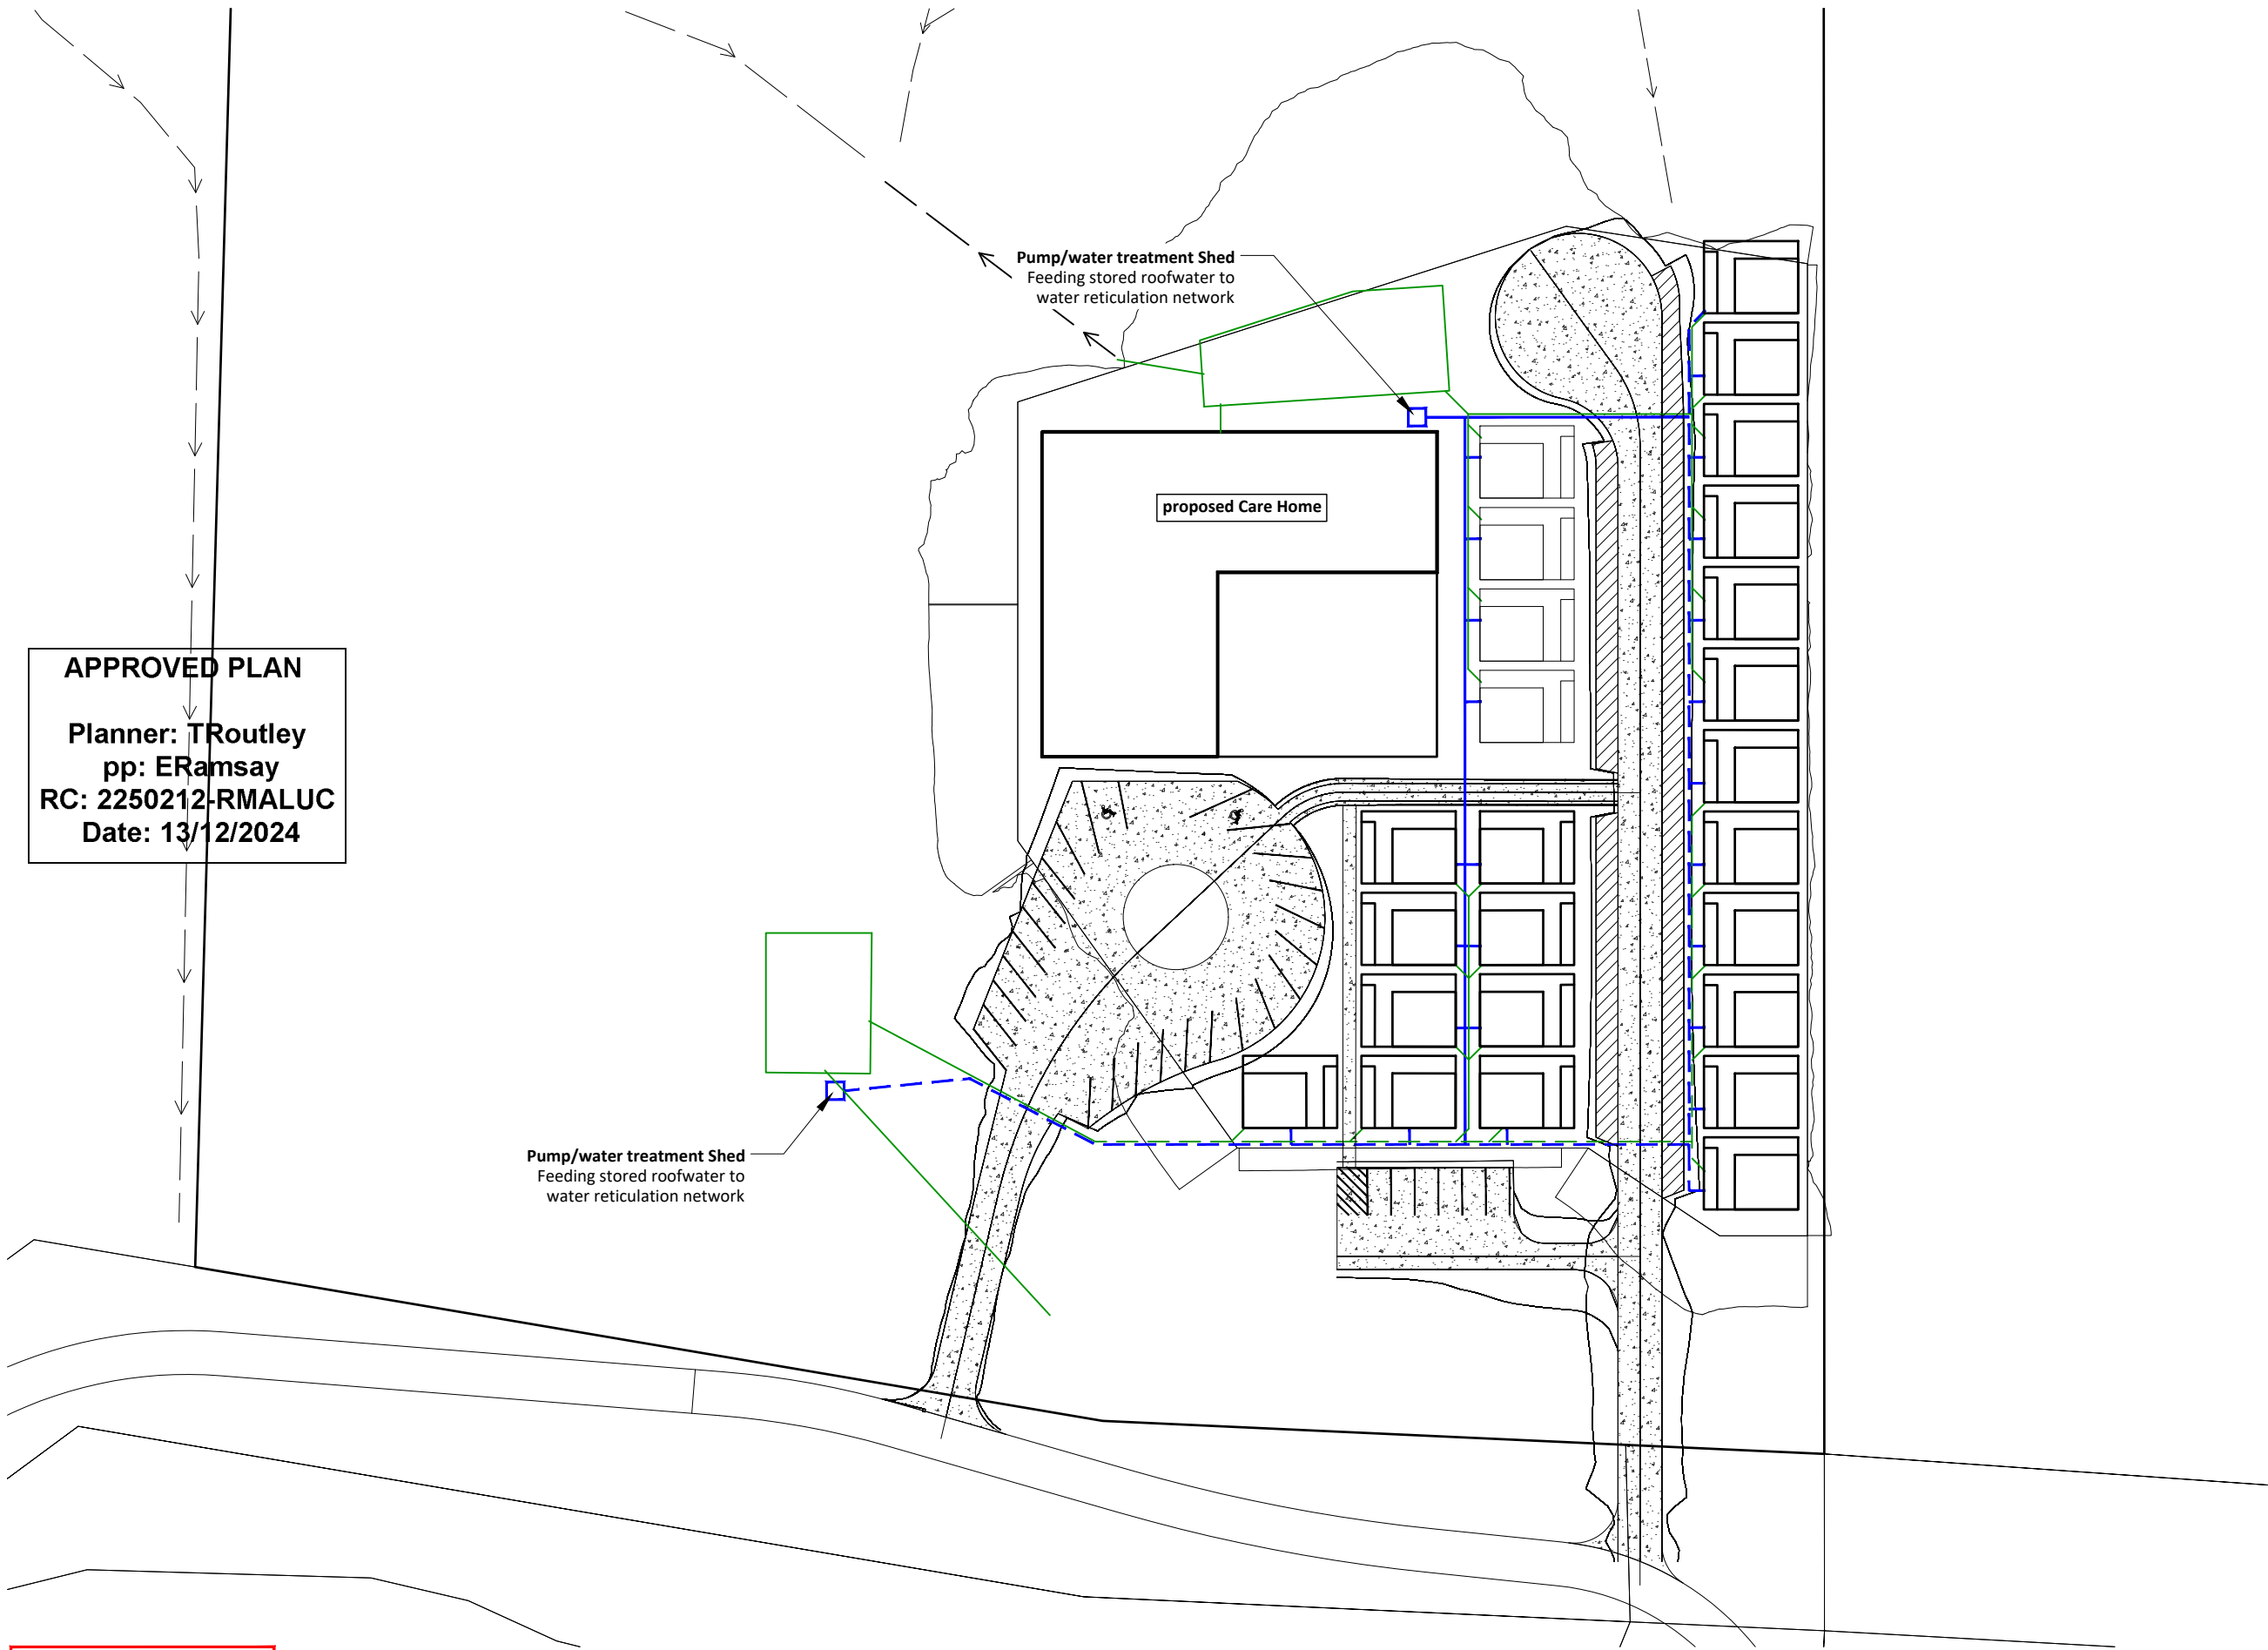 Pump/water treatment Shed
Feeding stored roofwater to
water reticulation network
proposed Care Home
APPROVED PLAN
Planner: TRoutley
pp: ERamsay
RC: 2250212-RMALUC
Date: 13/12/2024
Pump/water treatment Shed
Feeding stored roofwater to
water reticulation network